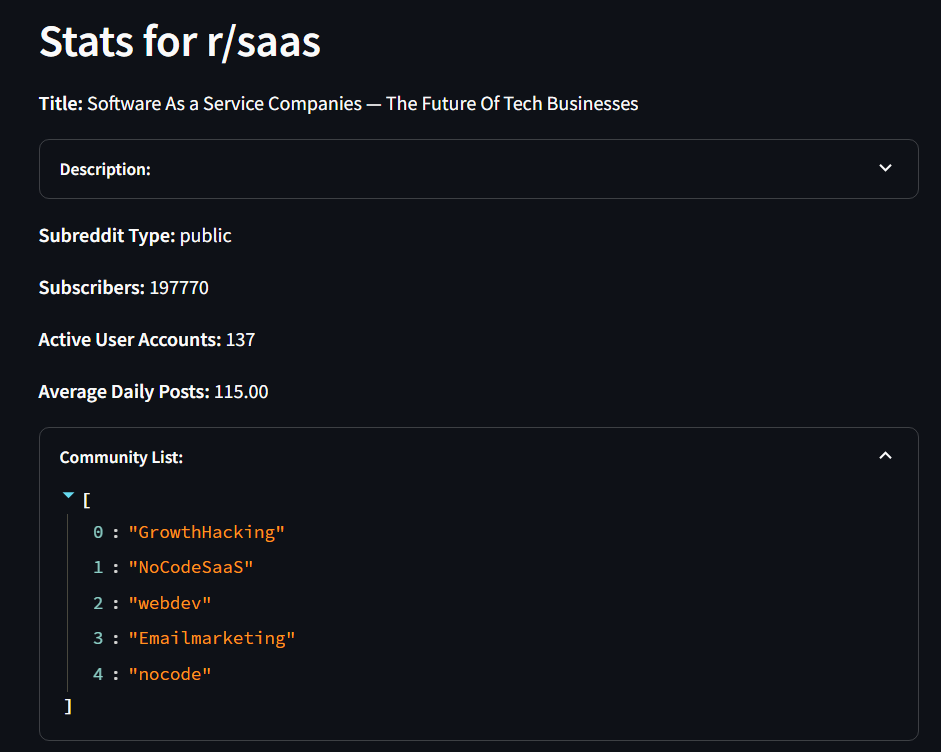 Stats for r/saas
Title: Software As a Service Companies — The Future Of Tech Businesses
Description:
Subreddit Type: public
Subscribers: 197770
Active User Accounts: 137
Average Daily Posts: 115.00
Community List:
[
0 : "GrowthHacking"
1 : "NoCodeSaaS"
2 : "webdev"
3 : "Emailmarketing"
4 : "nocode"
]